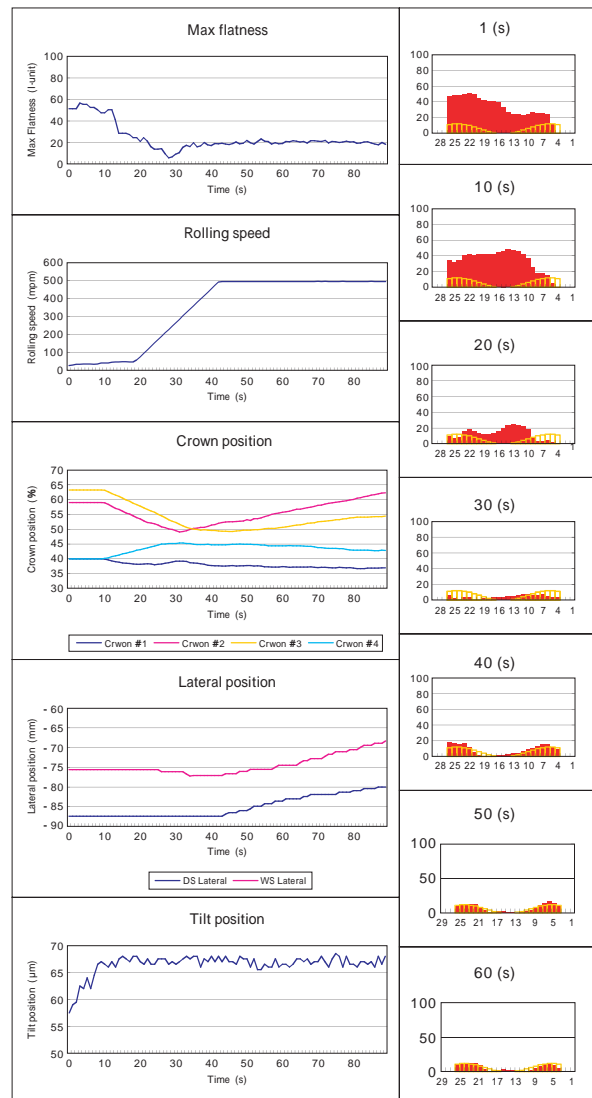 Max flatness
Max Flatness (I-unit)
100
80
60
40
20
0
0 10 20 30 40 50 60 70 80
Time (s)
Rolling speed
Rolling speed (mpm)
600
500
400
300
200
100
0
0 10 20 30 40 50 60 70 80
Time (s)
Crown position
Crown position (%)
70
65
60
55
50
45
40
35
30
0 10 20 30 40 50 60 70 80
Time (s)
Crwon #1 Crwon #2 Crwon #3 Crwon #4
Lateral position
Lateral position (mm)
-60
-65
-70
-75
-80
-85
-90
0 10 20 30 40 50 60 70 80
Time (s)
DS Lateral WS Lateral
Tilt position
Tilt position (µm)
70
65
60
55
50
0 10 20 30 40 50 60 70 80
Time (s)
1 (s)
100
80
60
40
20
0
28 25 22 19 16 13 10 7 4 1
10 (s)
100
80
60
40
20
0
28 25 22 19 16 13 10 7 4 1
20 (s)
100
80
60
40
20
0
28 25 22 19 16 13 10 7 4 1
30 (s)
100
80
60
40
20
0
28 25 22 19 16 13 10 7 4 1
40 (s)
100
80
60
40
20
0
28 25 22 19 16 13 10 7 4 1
50 (s)
100
50
0
29 25 21 17 13 9 5 1
60 (s)
100
50
0
29 25 21 17 13 9 5 1